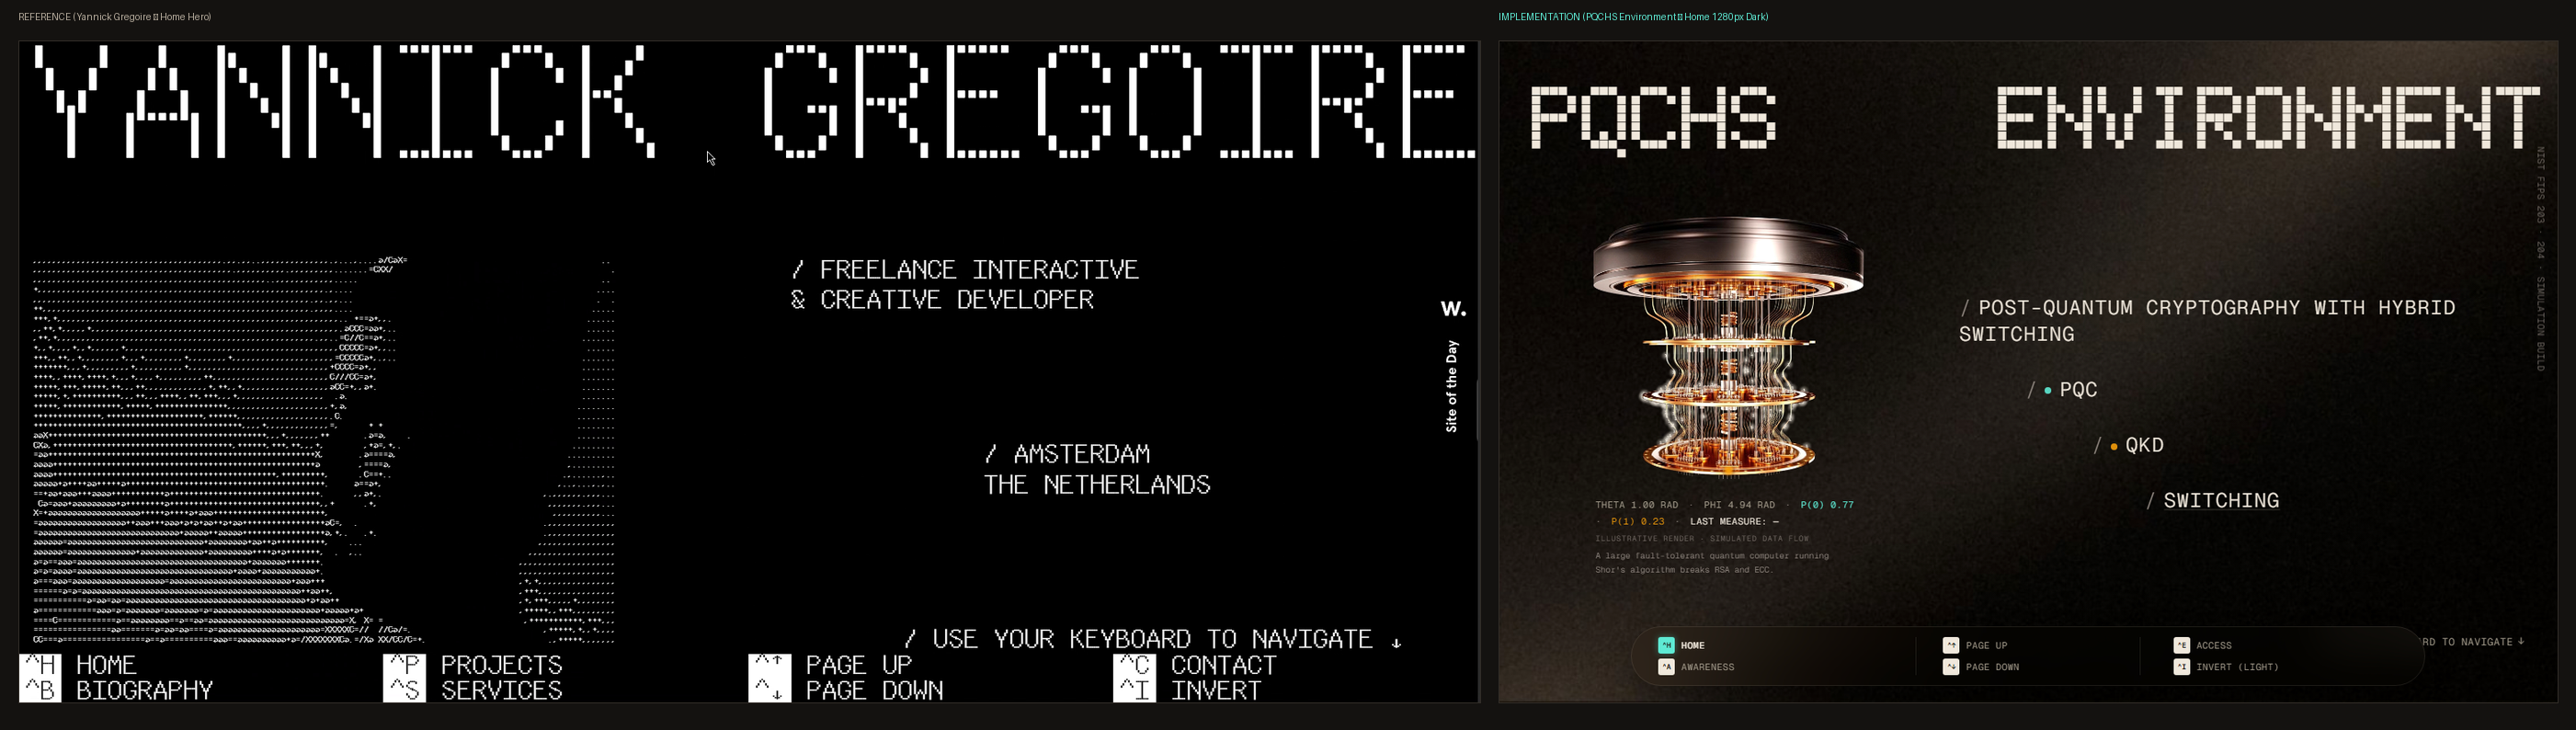 REFERENCE (Yannick Gregoire Home Hero)
YANNICK GREGOIRE
/ FREELANCE INTERACTIVE
& CREATIVE DEVELOPER
W.
Site of the Day
/ AMSTERDAM
THE NETHERLANDS
/ USE YOUR KEYBOARD TO NAVIGATE ↓
^H HOME
^B BIOGRAPHY
^P PROJECTS
^S SERVICES
^↑ PAGE UP
^↓ PAGE DOWN
^C CONTACT
^I INVERT
IMPLEMENTATION (PQCHS Environment Home 1280px Dark)
PQCHS ENVIRONMENT
NIST FIPS 203 · 204 · SIMULATION BUILD
/ POST-QUANTUM CRYPTOGRAPHY WITH HYBRID
SWITCHING
/ • PQC
/ • QKD
/ SWITCHING
THETA 1.00 RAD · PHI 4.94 RAD · P(0) 0.77
· P(1) 0.23 · LAST MEASURE: —
ILLUSTRATIVE RENDER · SIMULATED DATA FLOW
A large fault-tolerant quantum computer running
Shor's algorithm breaks RSA and ECC.
^H HOME
^A AWARENESS
^↑ PAGE UP
^↓ PAGE DOWN
^E ACCESS
^I INVERT (LIGHT)
RD TO NAVIGATE ↓